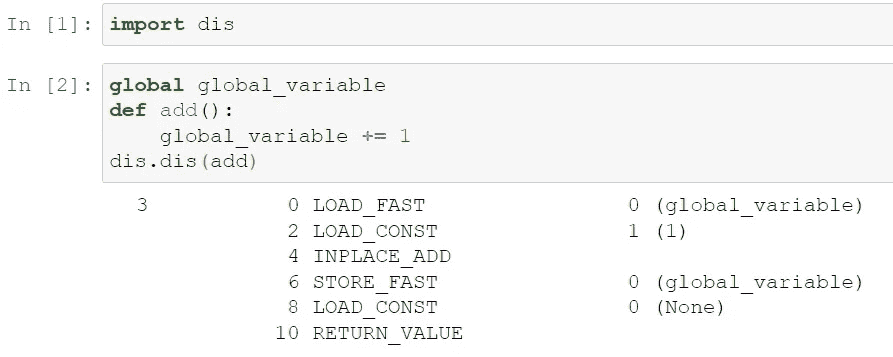 In [1]: import dis
In [2]: global global_variable
def add():
    global_variable += 1
dis.dis(add)
3 0 LOAD_FAST 0 (global_variable)
2 LOAD_CONST 1 (1)
4 INPLACE_ADD
6 STORE_FAST 0 (global_variable)
8 LOAD_CONST 0 (None)
10 RETURN_VALUE